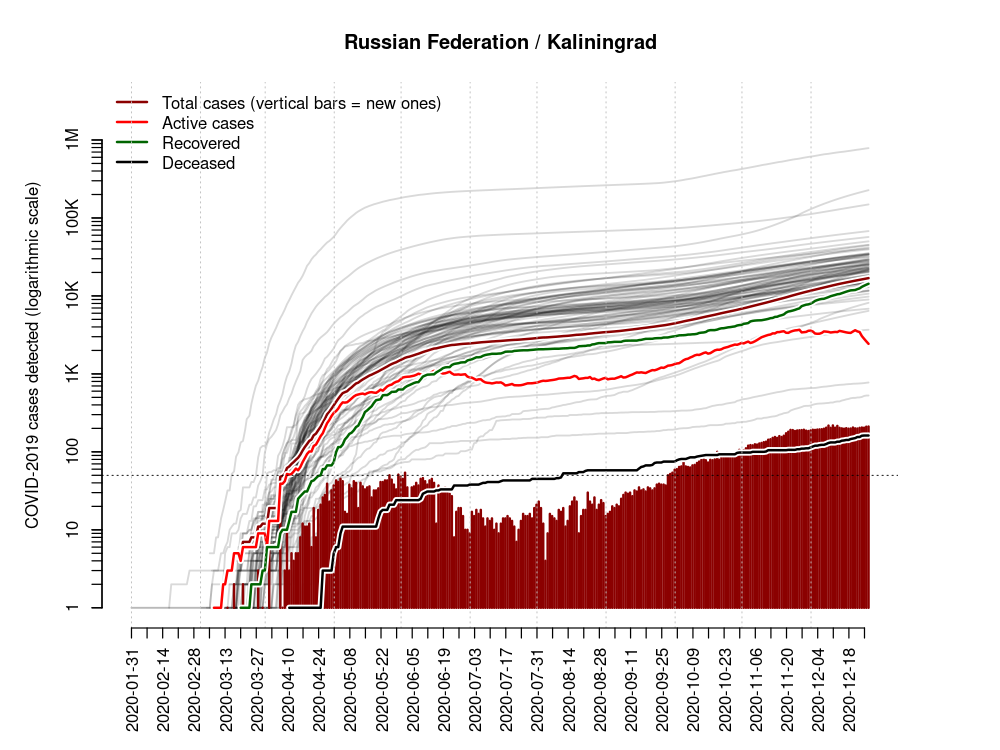 Russian Federation / Kaliningrad
Total cases (vertical bars = new ones)
Active cases
Recovered
Deceased
COVID-2019 cases detected (logarithmic scale)
1M
100K
10K
1K
100
10
1
2020-01-31
2020-02-14
2020-02-28
2020-03-13
2020-03-27
2020-04-10
2020-04-24
2020-05-08
2020-05-22
2020-06-05
2020-06-19
2020-07-03
2020-07-17
2020-07-31
2020-08-14
2020-08-28
2020-09-11
2020-09-25
2020-10-09
2020-10-23
2020-11-06
2020-11-20
2020-12-04
2020-12-18